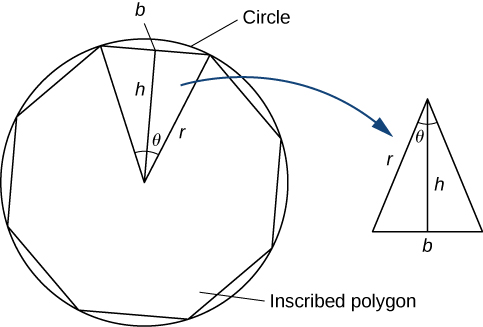 b
Circle
h
θ
r
θ
r
h
b
Inscribed polygon